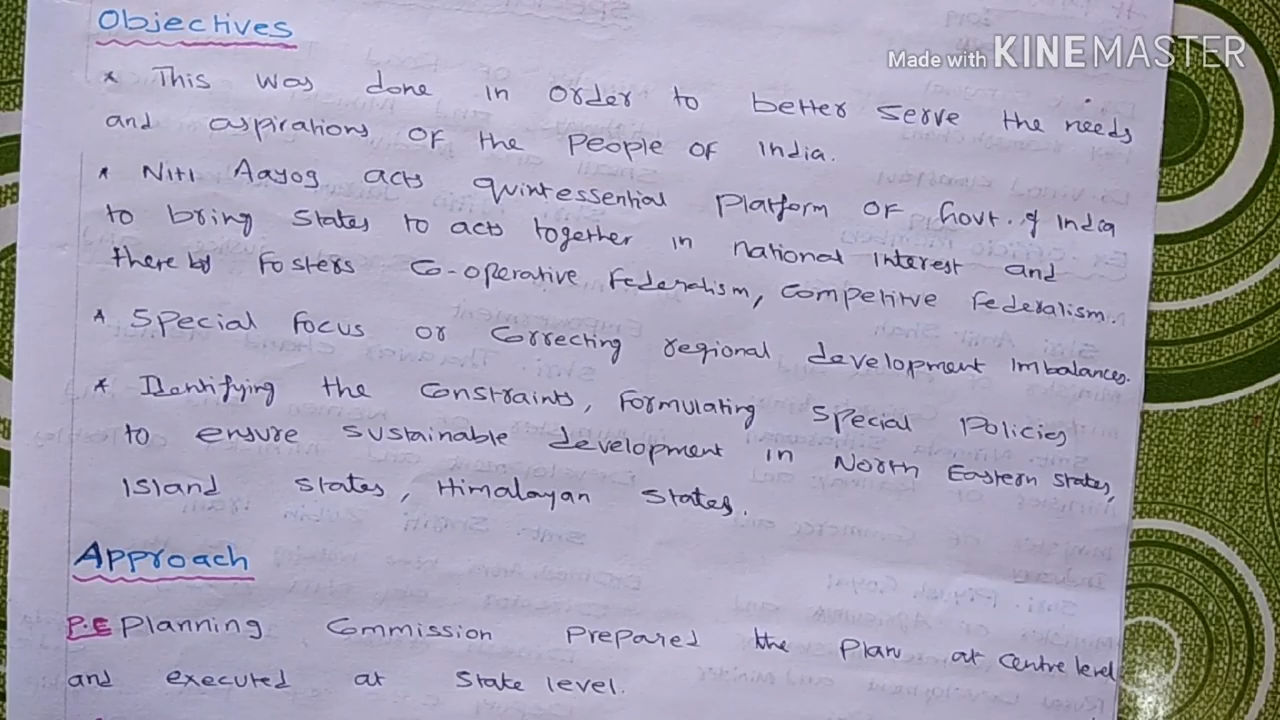 Objectives
Made with KINEMASTER
* This was done in order to better serve the needs
and aspirations of the people of India.
* Niti Aayog acts quintessential platform of Govt. of India
to bring States to acts together in national interest and
thereby fosters Co-operative Federalism, Competitve Federalism.
* Special focus or Correcting regional development imbalances.
* Identifying the constraints, Formulating special policies
to ensure sustainable development in North Eastern states,
Island states, Himalayan states.
Approach
P.C Planning Commission prepared the plan at centre level
and executed at state level.